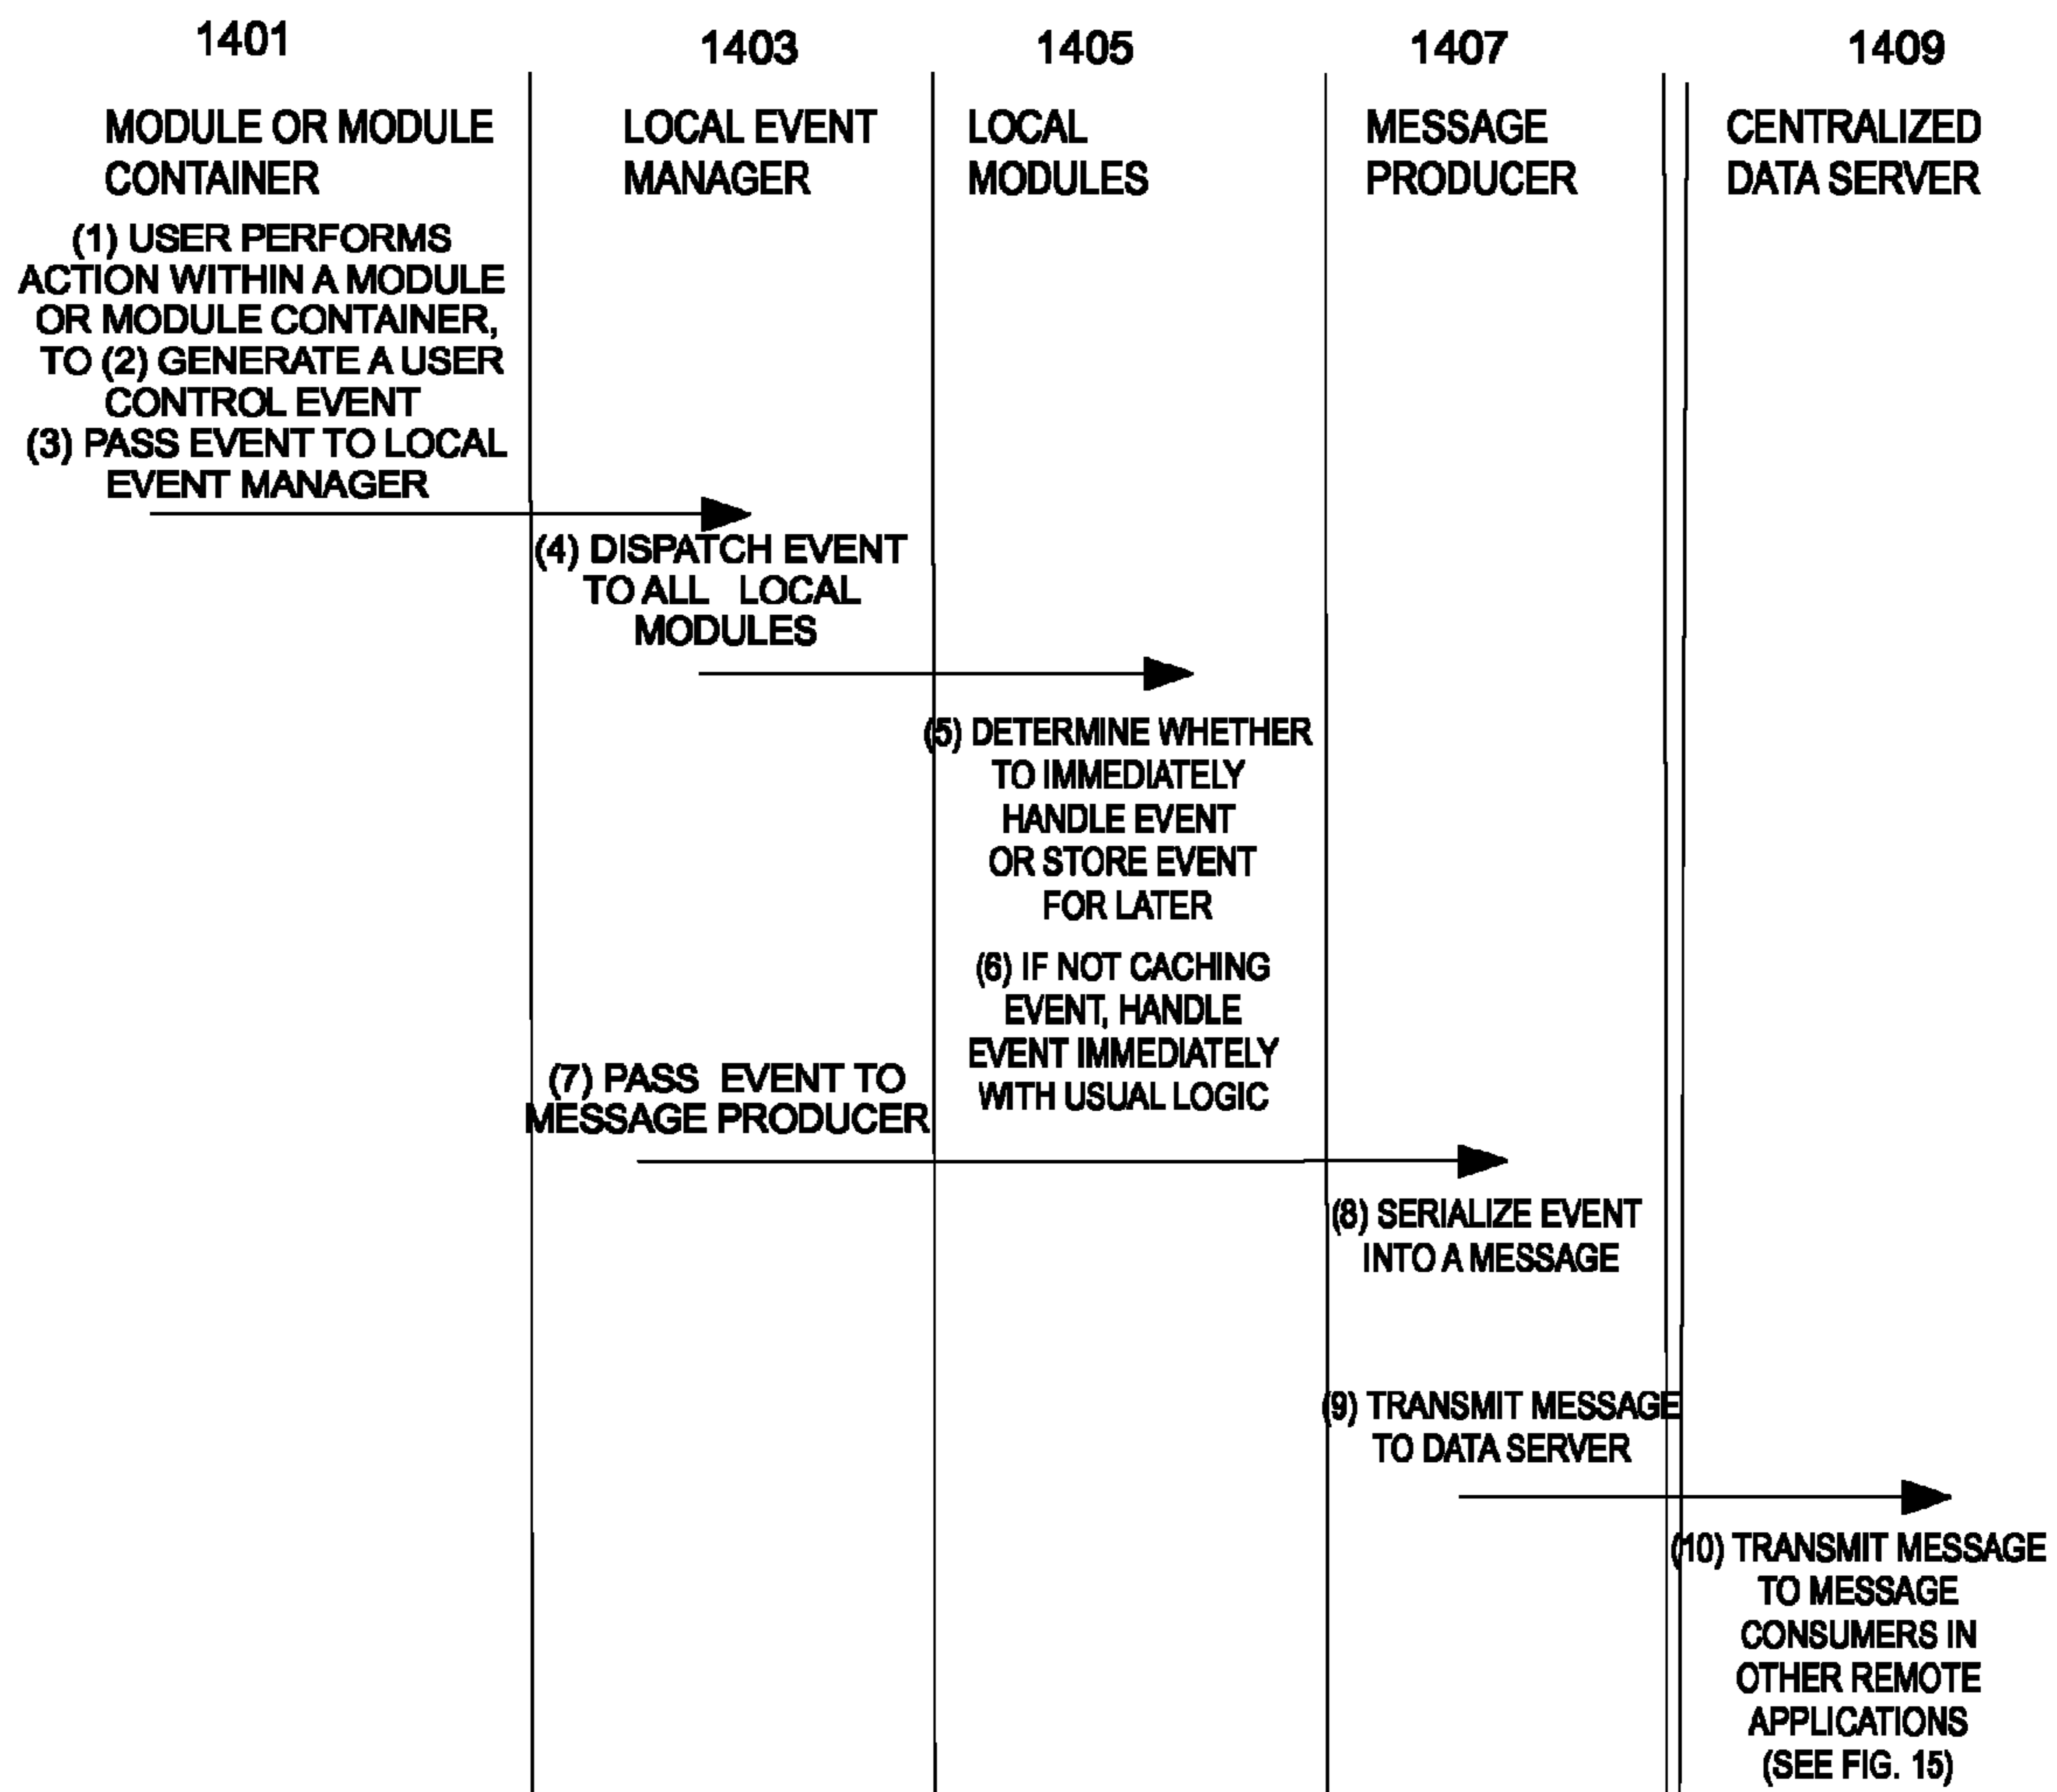 1401
1403
1405
1407
1409
MODULE OR MODULE
CONTAINER
LOCAL EVENT
MANAGER
LOCAL
MODULES
MESSAGE
PRODUCER
CENTRALIZED
DATA SERVER
(1) USER PERFORMS
ACTION WITHIN A MODULE
OR MODULE CONTAINER,
TO (2) GENERATE A USER
CONTROL EVENT
(3) PASS EVENT TO LOCAL
EVENT MANAGER
(4) DISPATCH EVENT
TO ALL LOCAL
MODULES
(5) DETERMINE WHETHER
TO IMMEDIATELY
HANDLE EVENT
OR STORE EVENT
FOR LATER
(6) IF NOT CACHING
EVENT, HANDLE
EVENT IMMEDIATELY
WITH USUAL LOGIC
(7) PASS EVENT TO
MESSAGE PRODUCER
(8) SERIALIZE EVENT
INTO A MESSAGE
(9) TRANSMIT MESSAGE
TO DATA SERVER
(10) TRANSMIT MESSAGE
TO MESSAGE
CONSUMERS IN
OTHER REMOTE
APPLICATIONS
(SEE FIG. 15)